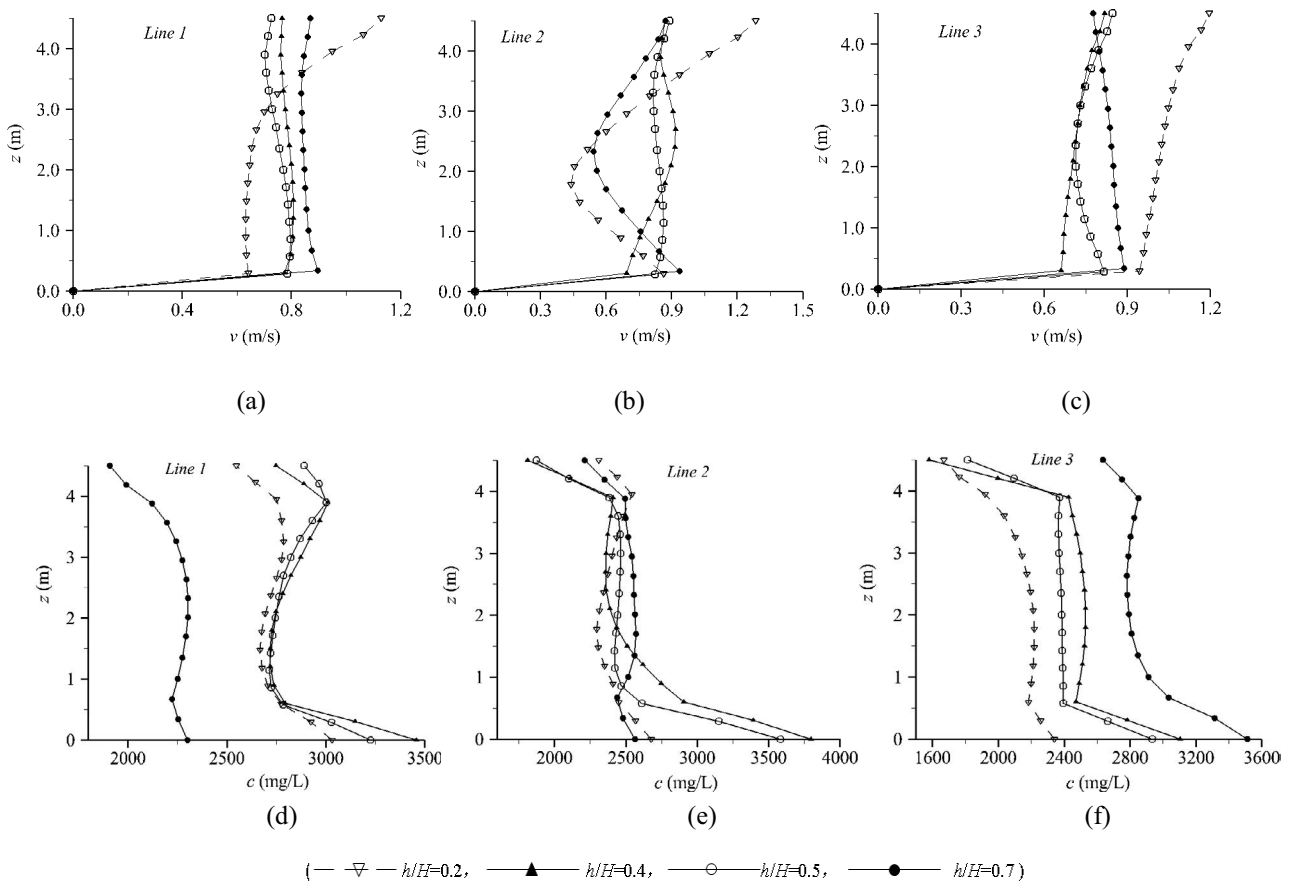 Line 1
Line 2
Line 3
4.0
3.0
2.0
1.0
0.0
z (m)
0.0 0.4 0.8 1.2
v (m/s)
4.0
3.0
2.0
1.0
0.0
z (m)
0.0 0.3 0.6 0.9 1.2 1.5
v (m/s)
4.0
3.0
2.0
1.0
0.0
z (m)
0.0 0.3 0.6 0.9 1.2
v (m/s)
(a)
(b)
(c)
Line 1
Line 2
Line 3
4
3
2
1
0
z (m)
2000 2500 3000 3500
c (mg/L)
4
3
2
1
0
z (m)
2000 2500 3000 3500 4000
c (mg/L)
4
3
2
1
0
z (m)
1600 2000 2400 2800 3200 3600
c (mg/L)
(d)
(e)
(f)
( h/H=0.2, h/H=0.4, h/H=0.5, h/H=0.7 )